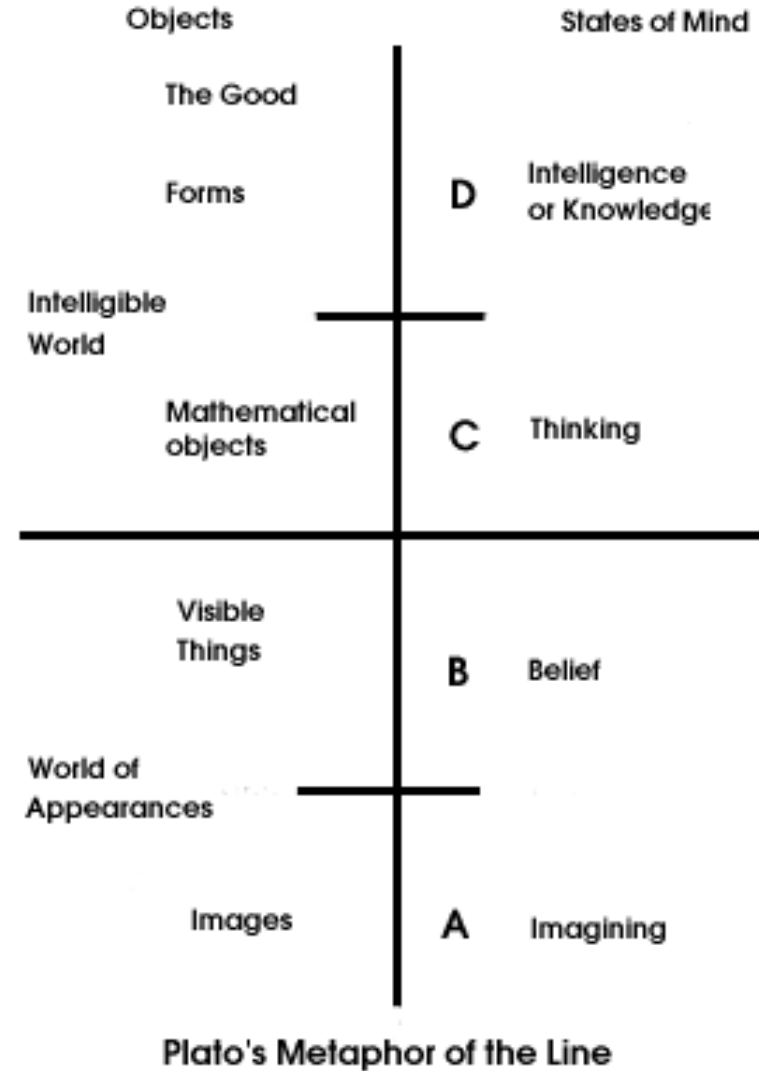 Objects States of Mind
The Good
Forms D Intelligence
or Knowledge
Intelligible
World
Mathematical
objects C Thinking
Visible
Things
B Belief
World of
Appearances
Images A Imagining
Plato's Metaphor of the Line